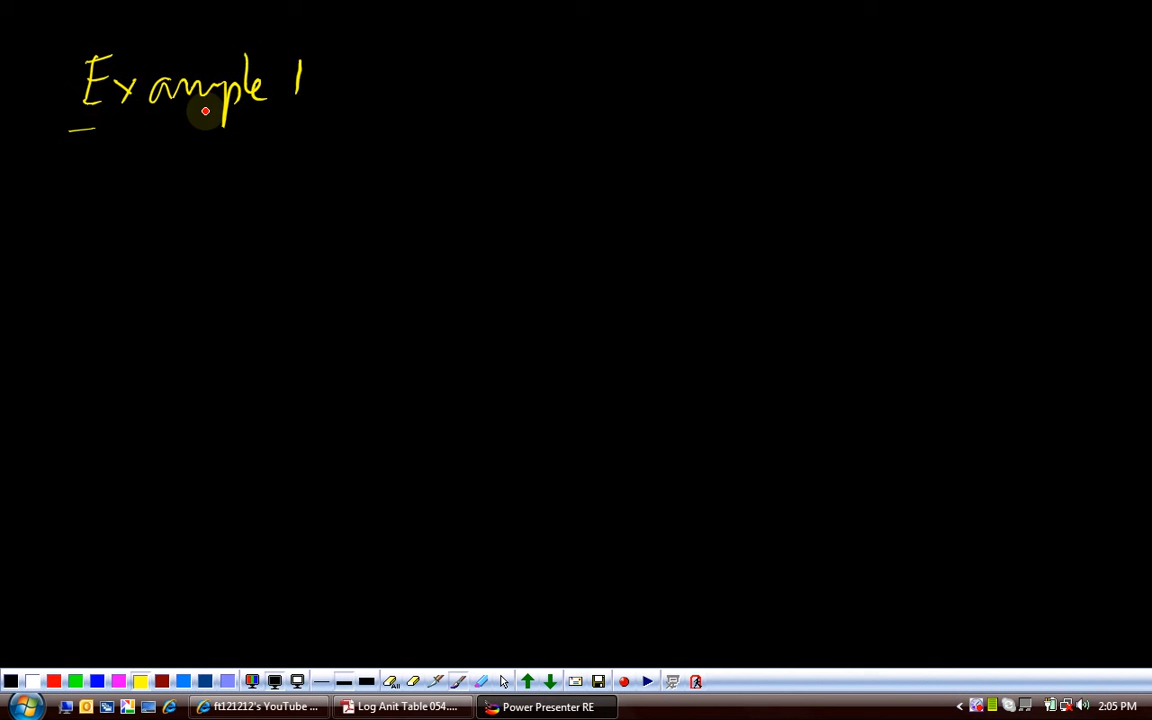 Example 1
ft121212's YouTube ...
Log Anit Table 054....
Power Presenter RE
2:05 PM